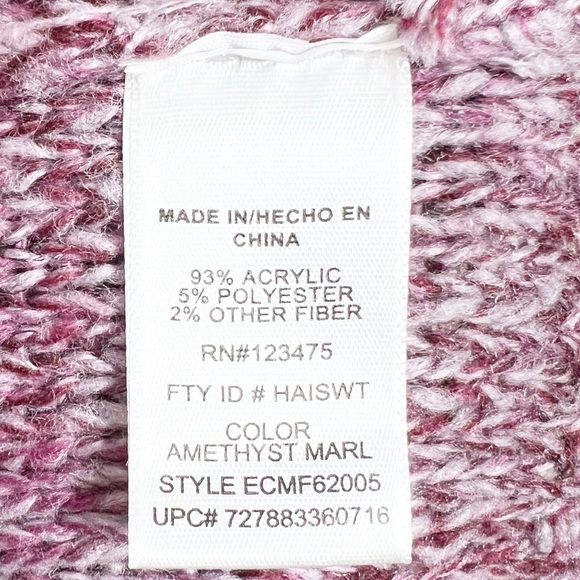 MADE IN/HECHO EN
CHINA
93% ACRYLIC
5% POLYESTER
2% OTHER FIBER
RN#123475
FTY ID # HAISWT
COLOR
AMETHYST MARL
STYLE ECMF62005
UPC# 727883360716